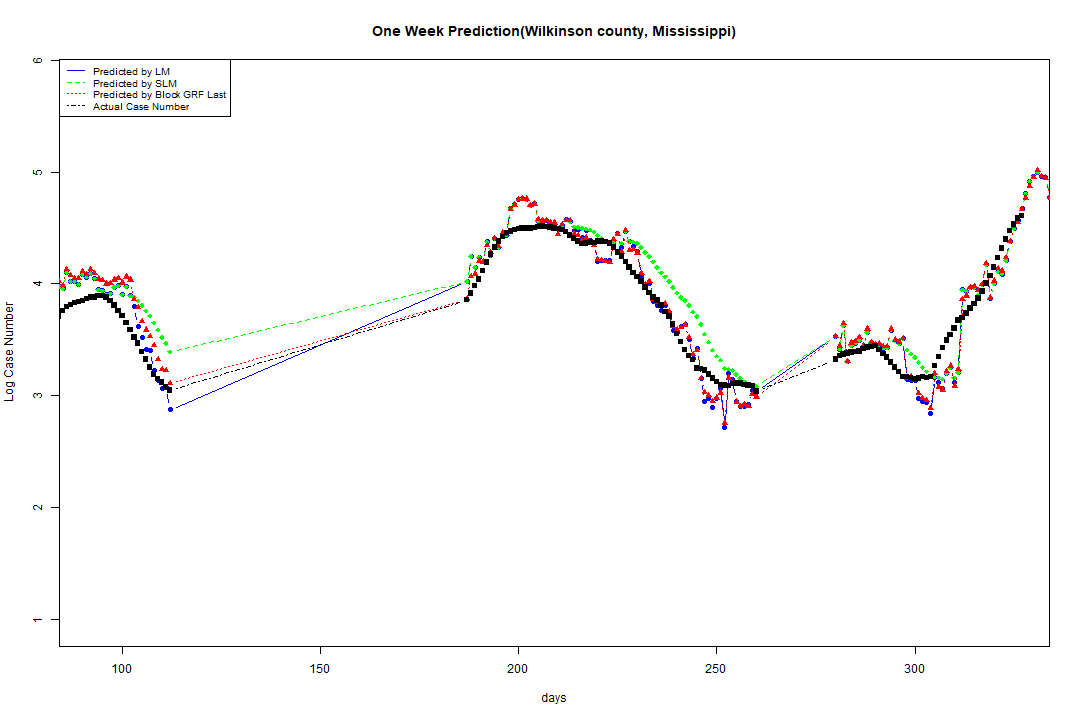 One Week Prediction(Wilkinson county, Mississippi)
Predicted by LM
Predicted by SLM
Predicted by Block GRF Last
Actual Case Number
6
5
4
3
2
1
Log Case Number
100 150 200 250 300
days